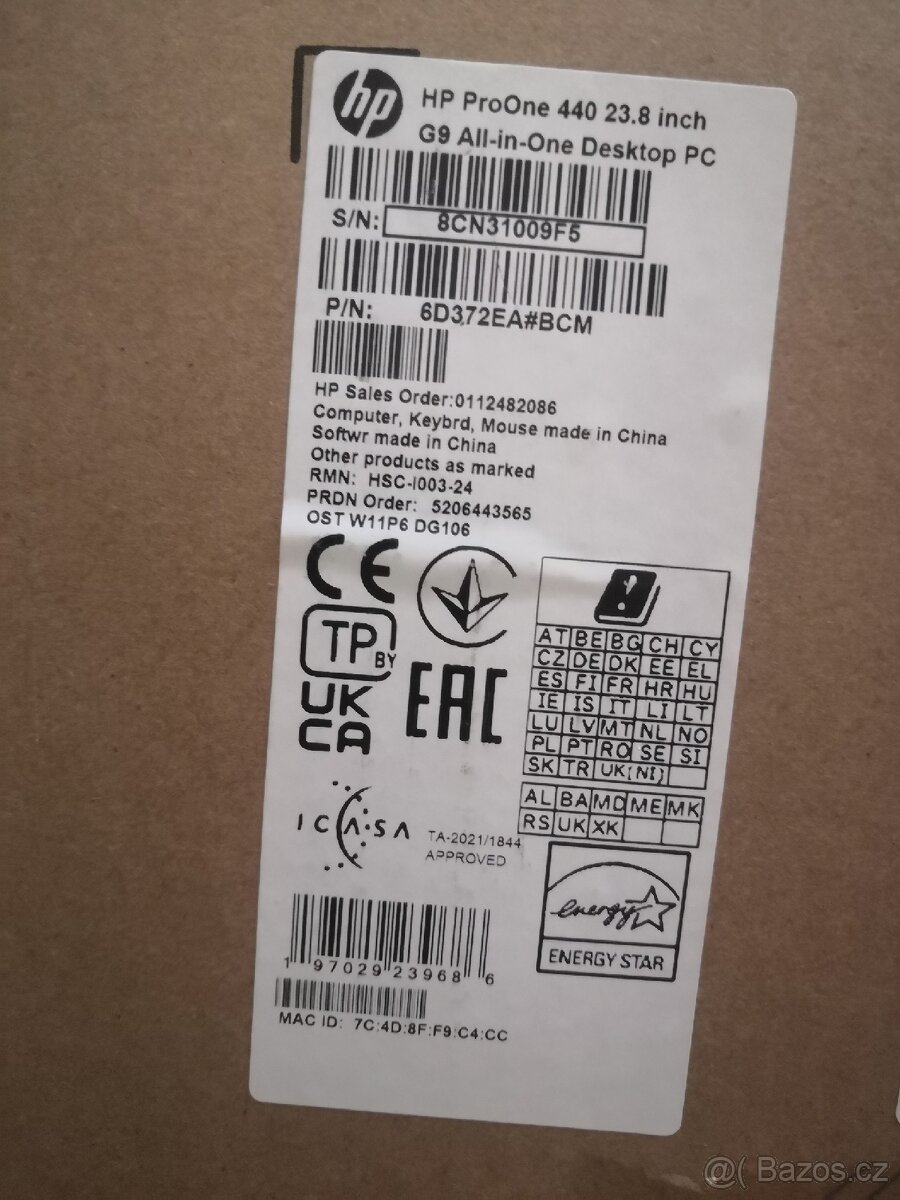 hp
HP ProOne 440 23.8 inch
G9 All-in-One Desktop PC
S/N: 8CN31009F5
P/N: 6D372EA#BCM
HP Sales Order:0112482086
Computer, Keybrd, Mouse made in China
Softwr made in China
Other products as marked
RMN: HSC-I003-24
PRDN Order: 5206443565
OST W11P6 DG106
CE
TP BY
UK
CA
EAC
AT BE BG CH CY
CZ DE DK EE EL
ES FI FR HR HU
IE IS IT LI LT
LU LV MT NL NO
PL PT RO SE SI
SK TR UK(NI)
AL BA MD ME MK
RS UK XK
ICASA
TA-2021/1844
APPROVED
energy
ENERGY STAR
1 97029 23968 6
MAC ID: 7C:4D:8F:F9:C4:CC
@( Bazos.cz